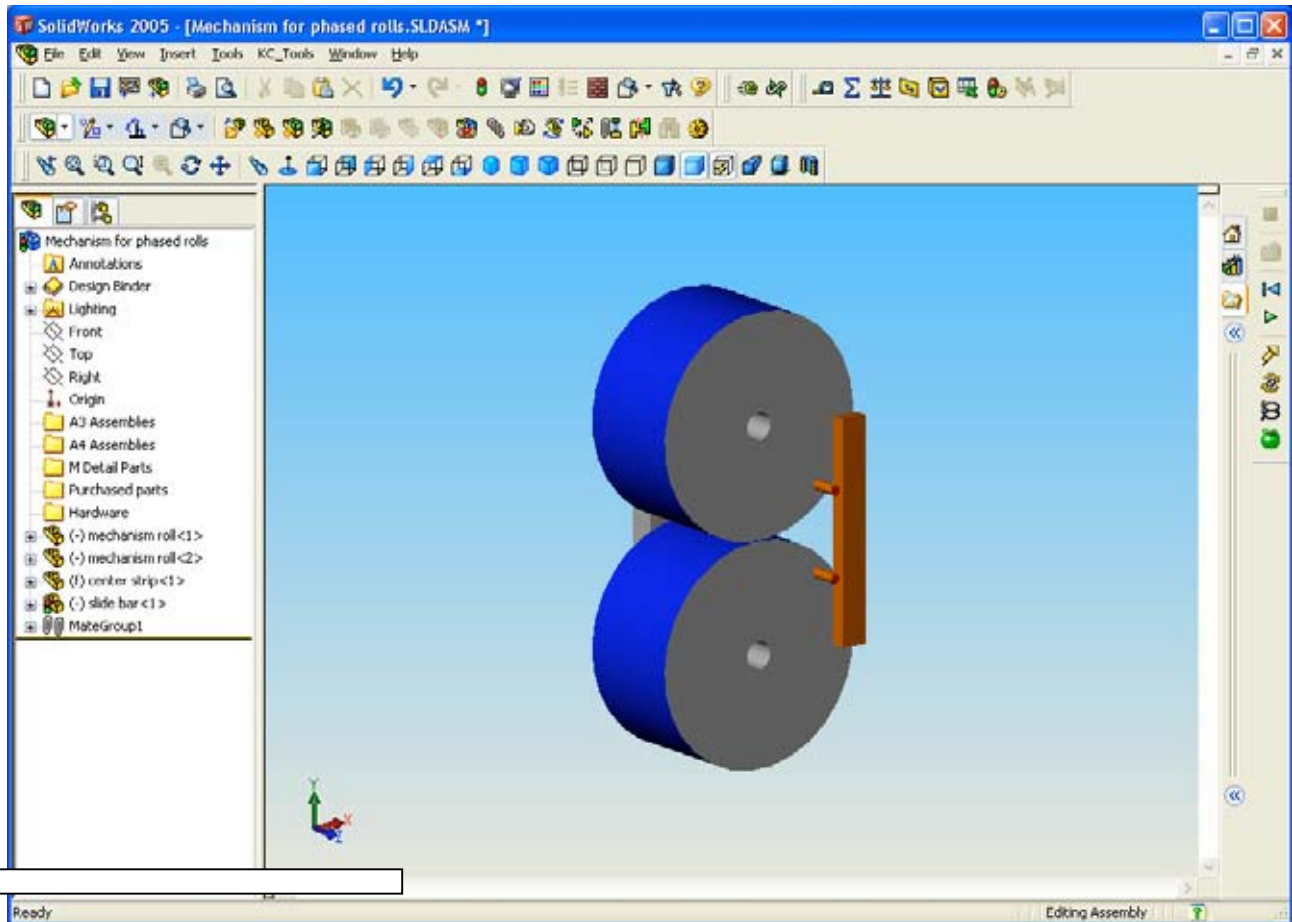 SolidWorks 2005 - [Mechanism for phased rolls.SLDASM *]
File Edit View Insert Tools KC_Tools Window Help
Mechanism for phased rolls
Annotations
Design Binder
Lighting
Front
Top
Right
Origin
A3 Assemblies
A4 Assemblies
M Detail Parts
Purchased parts
Hardware
(-) mechanism roll<1>
(-) mechanism roll<2>
(f) center strip<1>
(-) slide bar<1>
MateGroup1
Y
X
Z
Ready
Editing Assembly